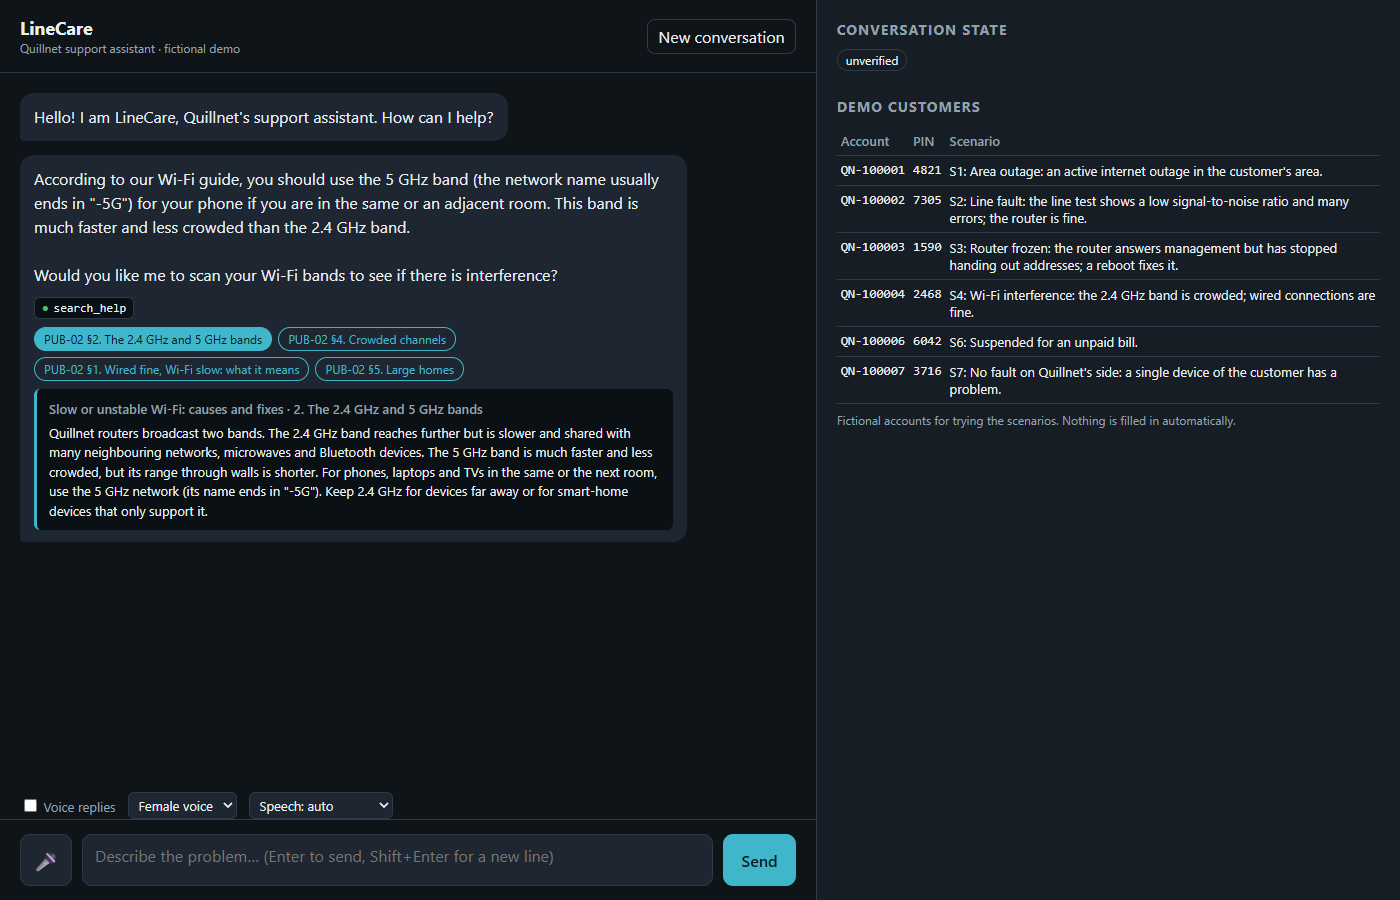 LineCare
Quillnet support assistant · fictional demo
New conversation
Hello! I am LineCare, Quillnet's support assistant. How can I help?
According to our Wi-Fi guide, you should use the 5 GHz band (the network name usually
ends in "-5G") for your phone if you are in the same or an adjacent room. This band is
much faster and less crowded than the 2.4 GHz band.
Would you like me to scan your Wi-Fi bands to see if there is interference?
search_help
PUB-02 §2. The 2.4 GHz and 5 GHz bands
PUB-02 §4. Crowded channels
PUB-02 §1. Wired fine, Wi-Fi slow: what it means
PUB-02 §5. Large homes
Slow or unstable Wi-Fi: causes and fixes · 2. The 2.4 GHz and 5 GHz bands
Quillnet routers broadcast two bands. The 2.4 GHz band reaches further but is slower and shared with
many neighbouring networks, microwaves and Bluetooth devices. The 5 GHz band is much faster and less
crowded, but its range through walls is shorter. For phones, laptops and TVs in the same or the next room,
use the 5 GHz network (its name ends in "-5G"). Keep 2.4 GHz for devices far away or for smart-home
devices that only support it.
Voice replies
Female voice
Speech: auto
Describe the problem... (Enter to send, Shift+Enter for a new line)
Send
CONVERSATION STATE
unverified
DEMO CUSTOMERS
Account PIN Scenario
QN-100001 4821 S1: Area outage: an active internet outage in the customer's area.
QN-100002 7305 S2: Line fault: the line test shows a low signal-to-noise ratio and many
errors; the router is fine.
QN-100003 1590 S3: Router frozen: the router answers management but has stopped
handing out addresses; a reboot fixes it.
QN-100004 2468 S4: Wi-Fi interference: the 2.4 GHz band is crowded; wired connections are
fine.
QN-100006 6042 S6: Suspended for an unpaid bill.
QN-100007 3716 S7: No fault on Quillnet's side: a single device of the customer has a
problem.
Fictional accounts for trying the scenarios. Nothing is filled in automatically.